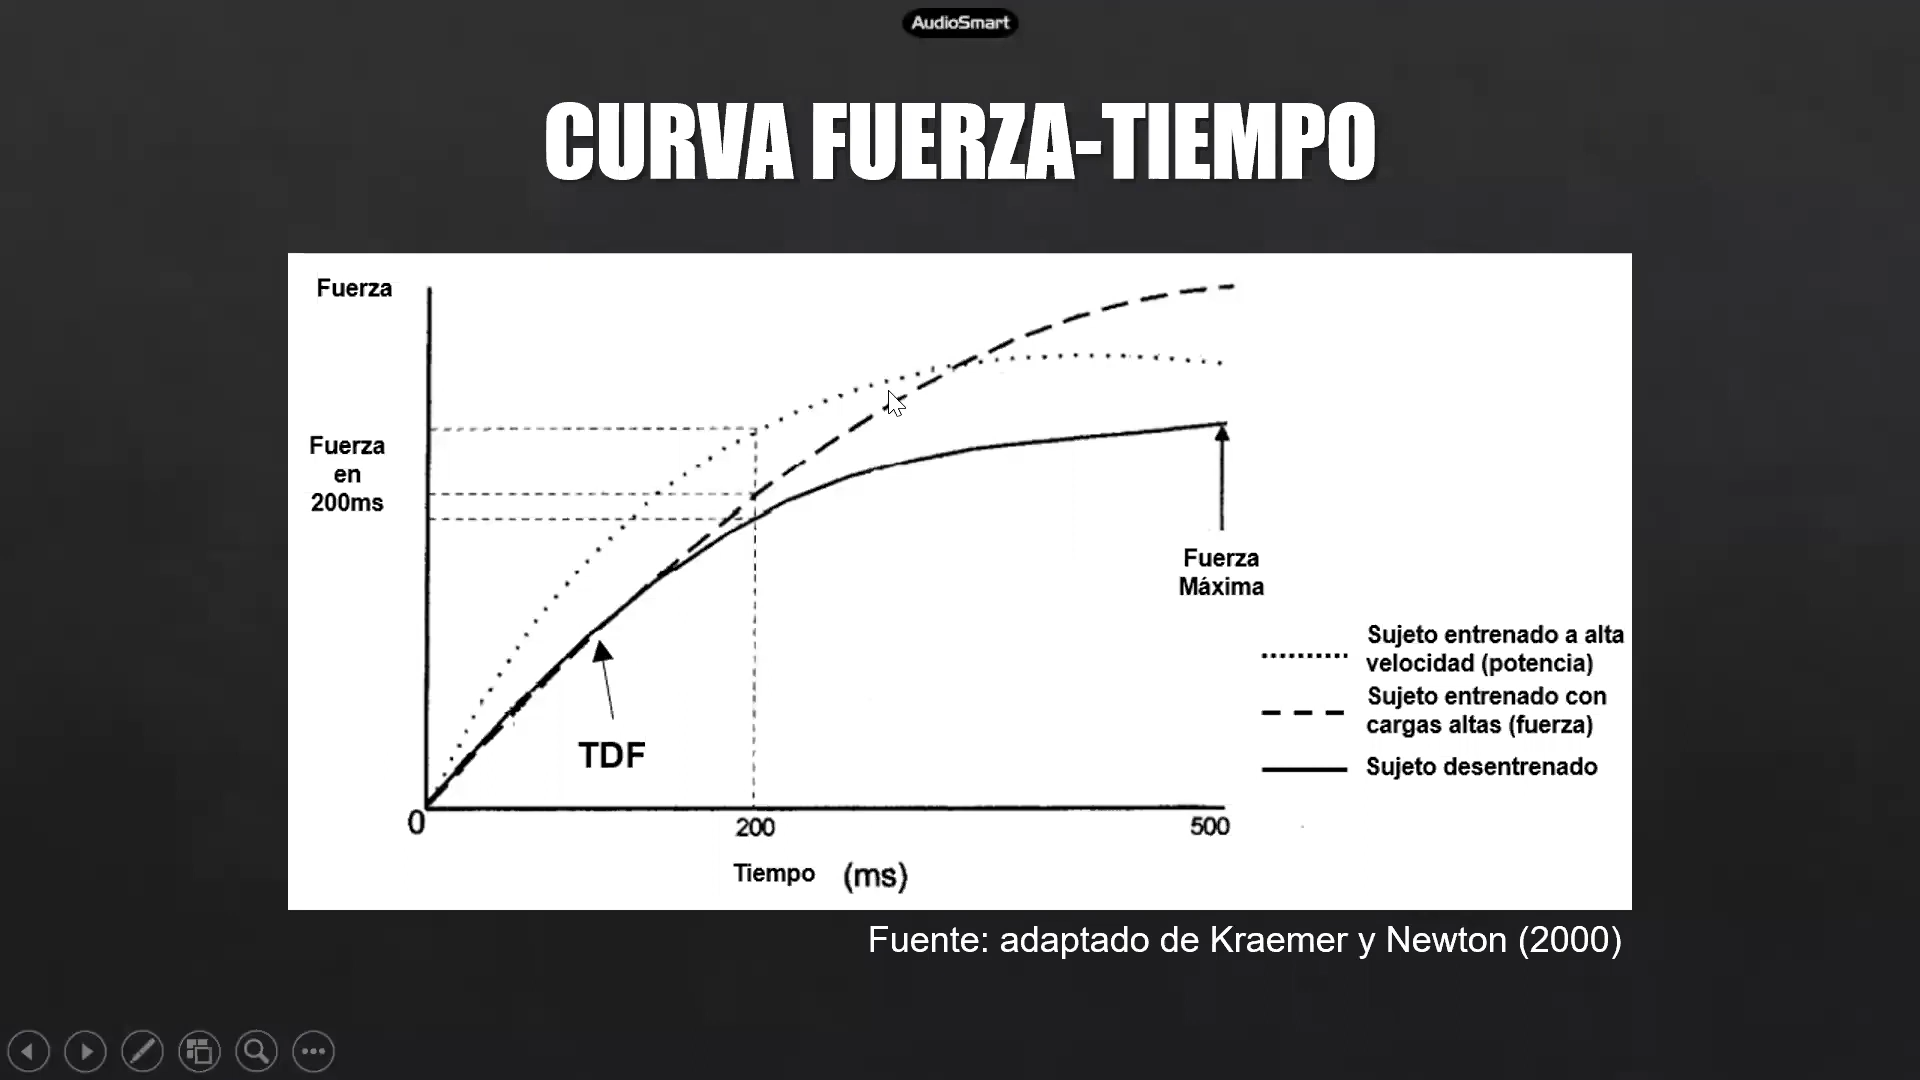 AudioSmart
CURVA FUERZA-TIEMPO
Fuerza
Fuerza
en
200ms
TDF
Fuerza
Máxima
Sujeto entrenado a alta
velocidad (potencia)
Sujeto entrenado con
cargas altas (fuerza)
Sujeto desentrenado
0
200
500
Tiempo (ms)
Fuente: adaptado de Kraemer y Newton (2000)